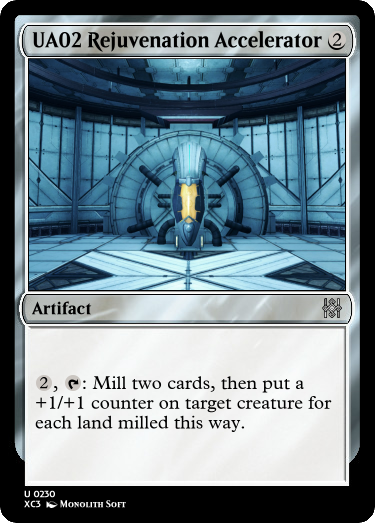 UA02 Rejuvenation Accelerator 2
Artifact
2, : Mill two cards, then put a
+1/+1 counter on target creature for
each land milled this way.
U 0230
XC3 Monolith Soft